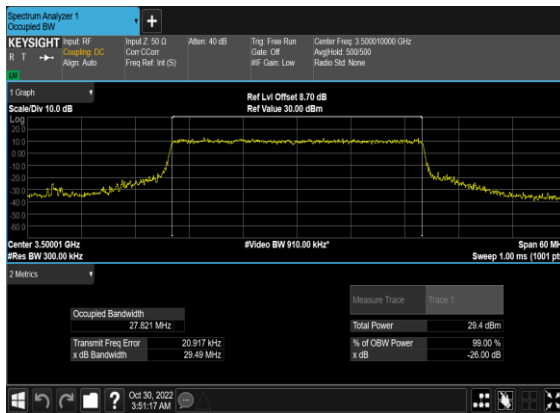 Spectrum Analyzer 1
Occupied BW
KEYSIGHT Input: RF Input Z: 50 Ω Atten: 40 dB Trig: Free Run Center Freq: 3.500010000 GHz
R T Coupling: DC Corr CCorr Gate: Off Avg|Hold: 500/500
Align: Auto Freq Ref: Int (S) #IF Gain: Low Radio Std: None
1 Graph
Ref Lvl Offset 8.70 dB
Scale/Div 10.0 dB Ref Value 30.00 dBm
Log
20.0
10.0
0.00
-10.0
-20.0
-30.0
-40.0
-50.0
-60.0
Center 3.50001 GHz #Video BW 910.00 kHz* Span 60 MH
#Res BW 300.00 kHz Sweep 1.00 ms (1001 pts
2 Metrics
Measure Trace Trace 1
Occupied Bandwidth
27.821 MHz Total Power 29.4 dBm
Transmit Freq Error 20.917 kHz % of OBW Power 99.00 %
x dB Bandwidth 29.49 MHz x dB -26.00 dB
? Oct 30, 2022
3:51:17 AM